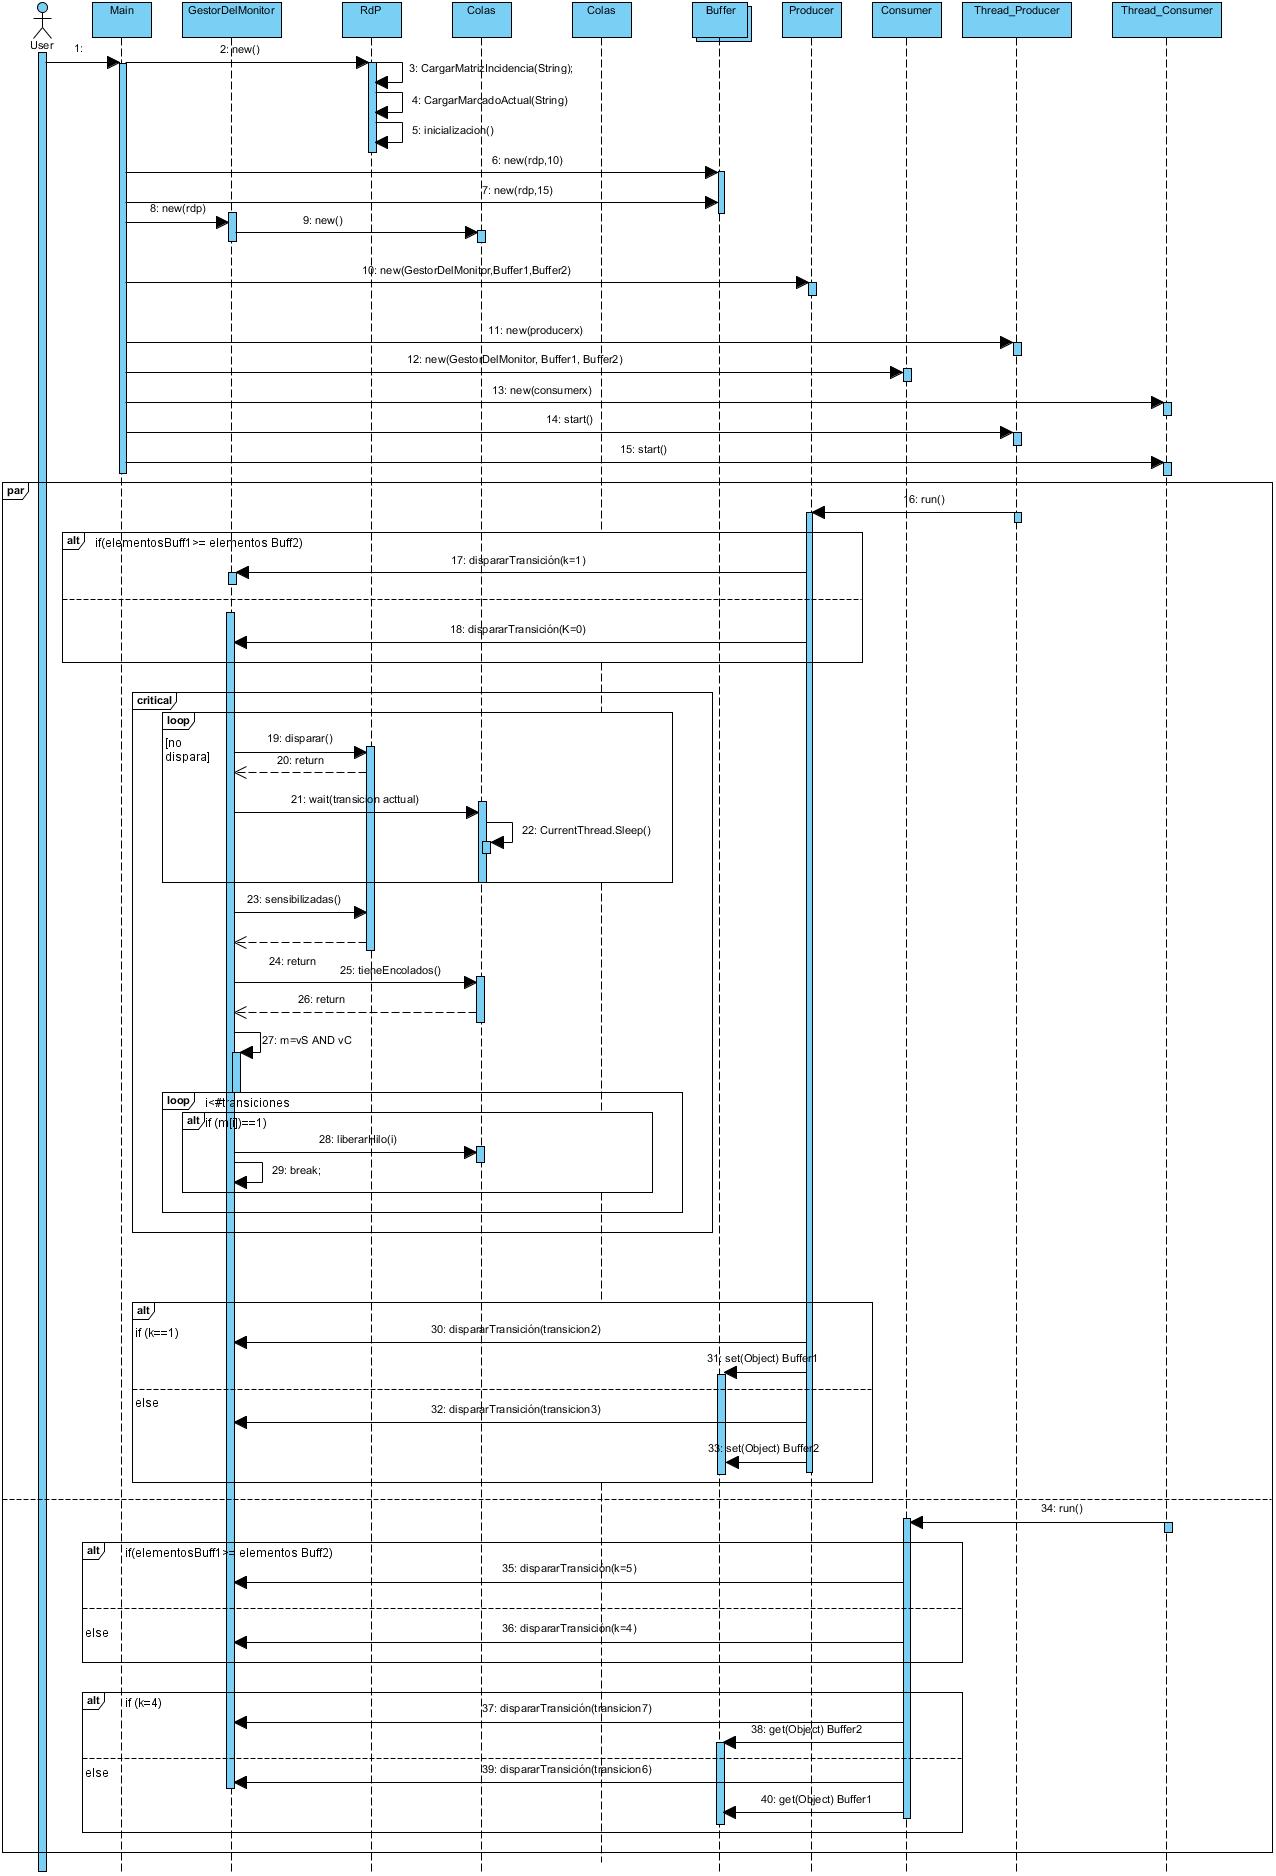 Main
GestorDelMonitor
RdP
Colas
Colas
Buffer
Producer
Consumer
Thread_Producer
Thread_Consumer
User
1:
2: new()
3: CargarMatrizIncidencia(String);
4: CargarMarcadoActual(String)
5: inicializacion()
6: new(rdp,10)
7: new(rdp,15)
8: new(rdp)
9: new()
10: new(GestorDelMonitor,Buffer1,Buffer2)
11: new(producerx)
12: new(GestorDelMonitor, Buffer1, Buffer2)
13: new(consumerx)
14: start()
15: start()
par
16: run()
alt
if(elementosBuff1>= elementos Buff2)
17: dispararTransición(k=1)
18: dispararTransición(K=0)
critical
loop
[no
dispara]
19: disparar()
20: return
21: wait(transicion acttual)
22: CurrentThread.Sleep()
23: sensibilizadas()
24: return
25: tieneEncolados()
26: return
27: m=vS AND vC
loop
i<#transiciones
alt
if (m[i])==1)
28: liberarHilo(i)
29: break;
alt
if (k==1)
30: dispararTransición(transicion2)
31: set(Object) Buffer1
else
32: dispararTransición(transicion3)
33: set(Object) Buffer2
34: run()
alt
if(elementosBuff1>= elementos Buff2)
35: dispararTransición(k=5)
else
36: dispararTransición(k=4)
alt
if (k=4)
37: dispararTransición(transicion7)
38: get(Object) Buffer2
else
39: dispararTransición(transicion6)
40: get(Object) Buffer1